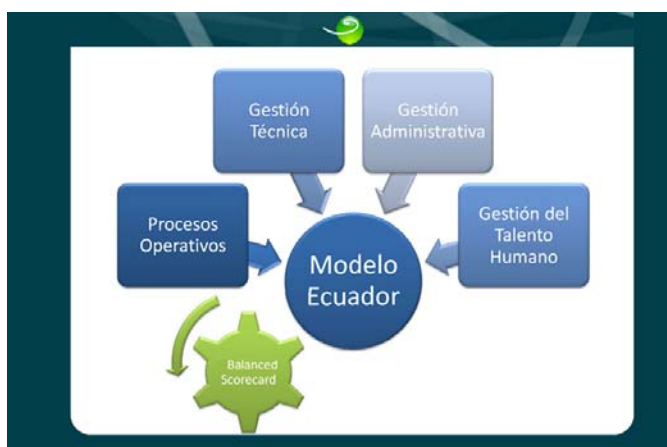 Gestión
Técnica
Gestión
Administrativa
Procesos
Operativos
Gestión del
Talento
Humano
Modelo
Ecuador
Balanced
Scorecard